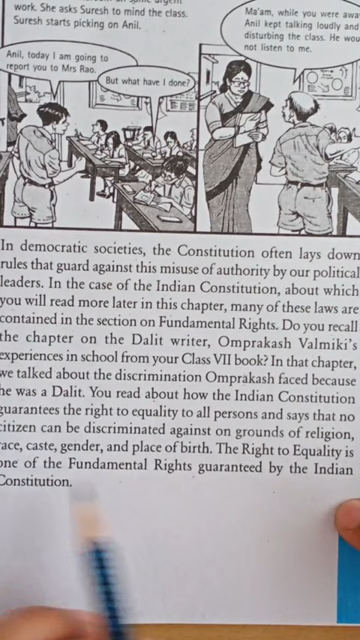 work. She asks Suresh to mind the class.
Suresh starts picking on Anil.
Anil, today I am going to
report you to Mrs Rao.
But what have I done?
Ma'am, while you were awa
Anil kept talking loudly and
disturbing the class. He wou
not listen to me.
In democratic societies, the Constitution often lays down
rules that guard against this misuse of authority by our political
leaders. In the case of the Indian Constitution, about which
you will read more later in this chapter, many of these laws are
contained in the section on Fundamental Rights. Do you recall
the chapter on the Dalit writer, Omprakash Valmiki's
experiences in school from your Class VII book? In that chapter,
we talked about the discrimination Omprakash faced because
he was a Dalit. You read about how the Indian Constitution
guarantees the right to equality to all persons and says that no
citizen can be discriminated against on grounds of religion,
race, caste, gender, and place of birth. The Right to Equality is
one of the Fundamental Rights guaranteed by the Indian
Constitution.